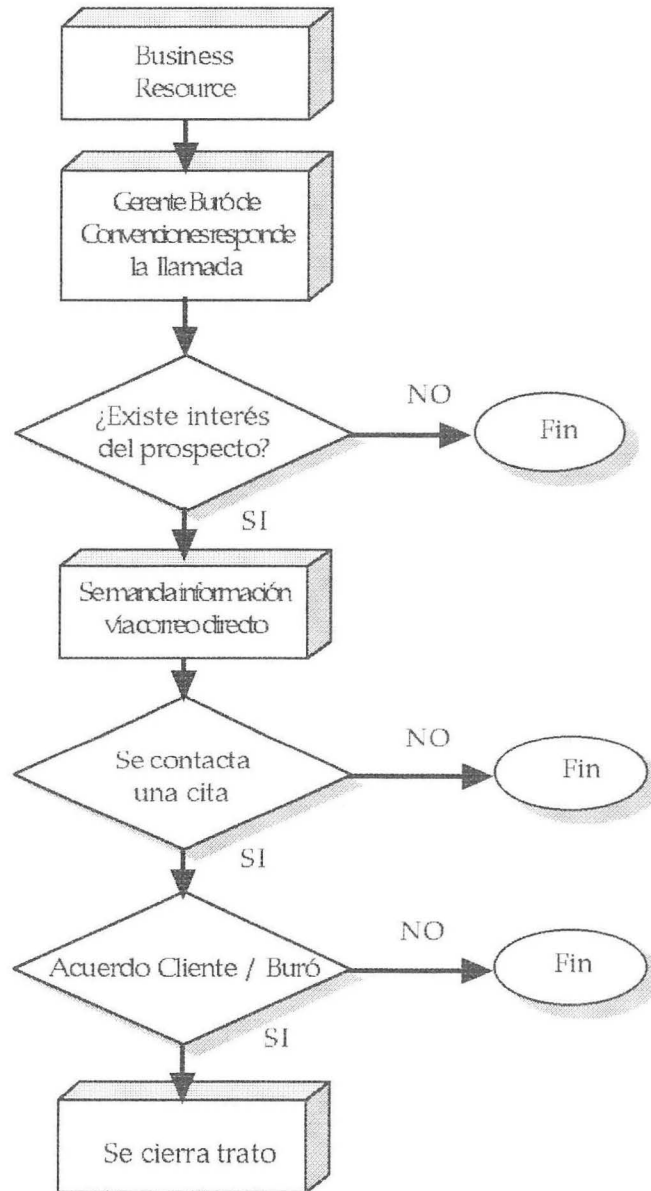 Business
Resource
Gerente Buró de
Convenciones responde
la llamada
¿Existe interés
del prospecto?
NO
Fin
SI
Se manda información
vía correo directo
Se contacta
una cita
NO
Fin
SI
Acuerdo Cliente / Buró
NO
Fin
SI
Se cierra trato